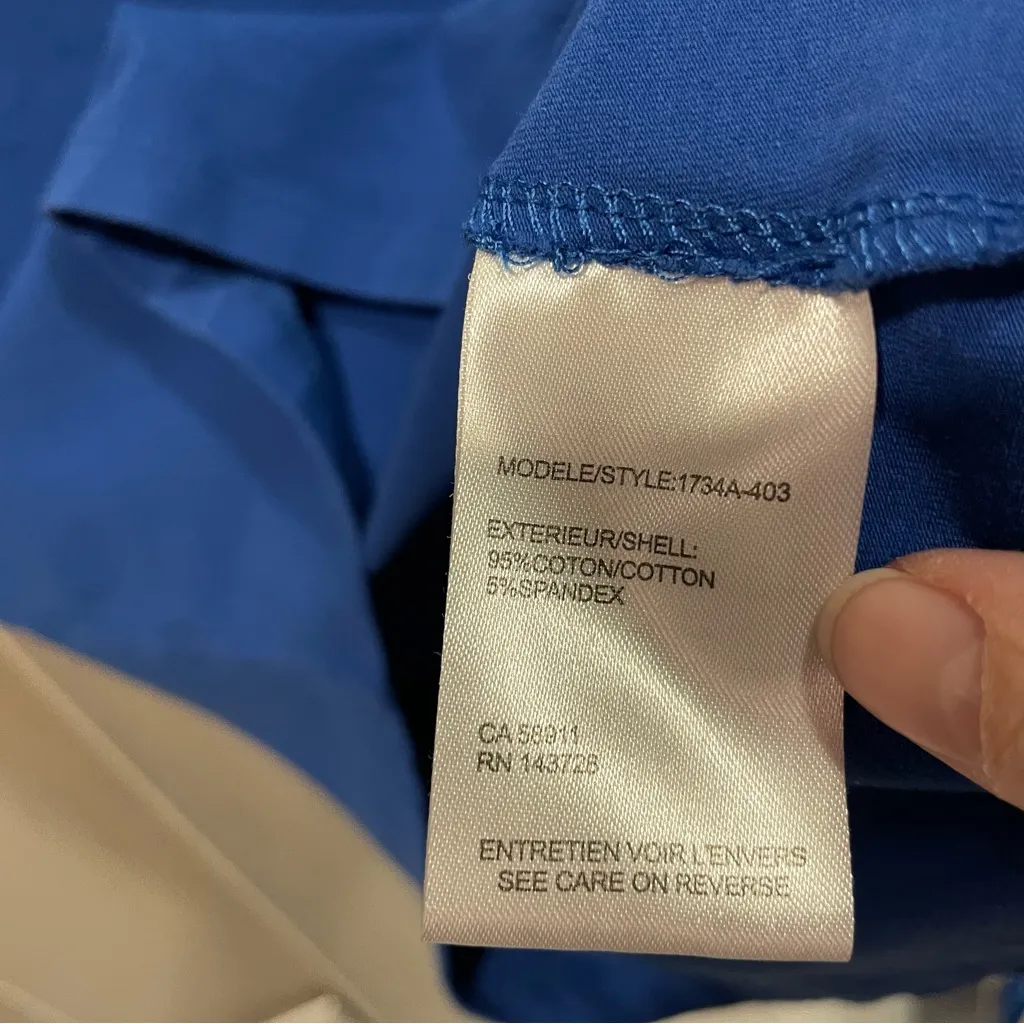 MODELE/STYLE:1734A-403
EXTERIEUR/SHELL:
95%COTON/COTTON
5%SPANDEX
CA 58911
RN 143728
ENTRETIEN VOIR L'ENVERS
SEE CARE ON REVERSE